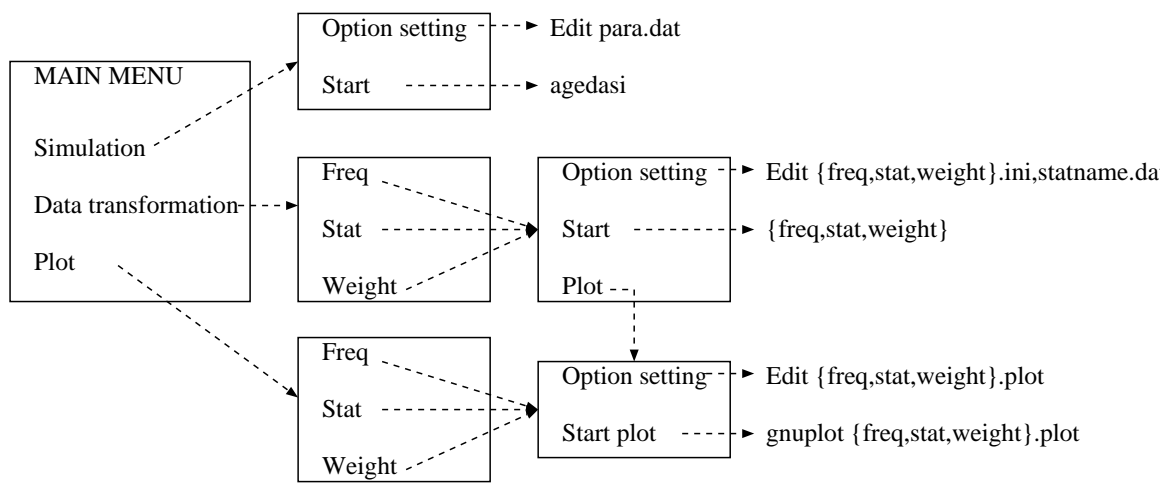 MAIN MENU
Simulation
Data transformation
Plot
Option setting
Edit para.dat
Start
agedasi
Freq
Stat
Weight
Option setting
Edit {freq,stat,weight}.ini,statname.da
Start
{freq,stat,weight}
Plot
Freq
Stat
Weight
Option setting
Edit {freq,stat,weight}.plot
Start plot
gnuplot {freq,stat,weight}.plot